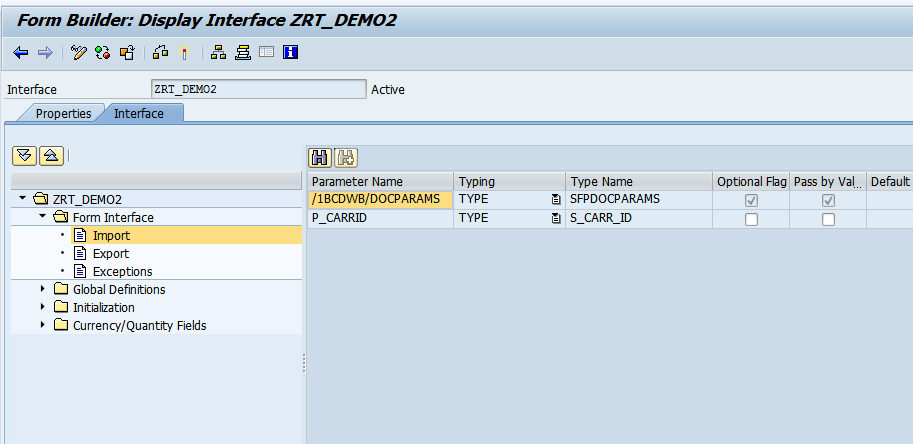 Form Builder: Display Interface ZRT_DEMO2
Interface ZRT_DEMO2 Active
Properties Interface
Parameter Name Typing Type Name Optional Flag Pass by Val... Default
/1BCDWB/DOCPARAMS TYPE SFPDOCPARAMS
P_CARRID TYPE S_CARR_ID
ZRT_DEMO2
Form Interface
Import
Export
Exceptions
Global Definitions
Initialization
Currency/Quantity Fields